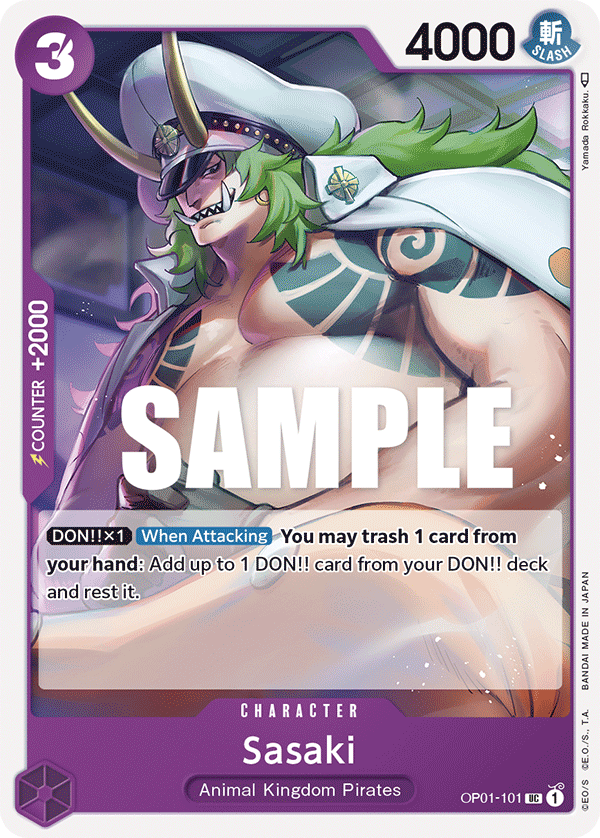 3
4000
斬
SLASH
Yamada Rokkaku.
COUNTER +2000
SAMPLE
DON!!×1 When Attacking You may trash 1 card from
your hand: Add up to 1 DON!! card from your DON!! deck
and rest it.
CHARACTER
Sasaki
Animal Kingdom Pirates
OP01-101 UC 1
©EO/S ©E.O./S., T.A. BANDAI MADE IN JAPAN